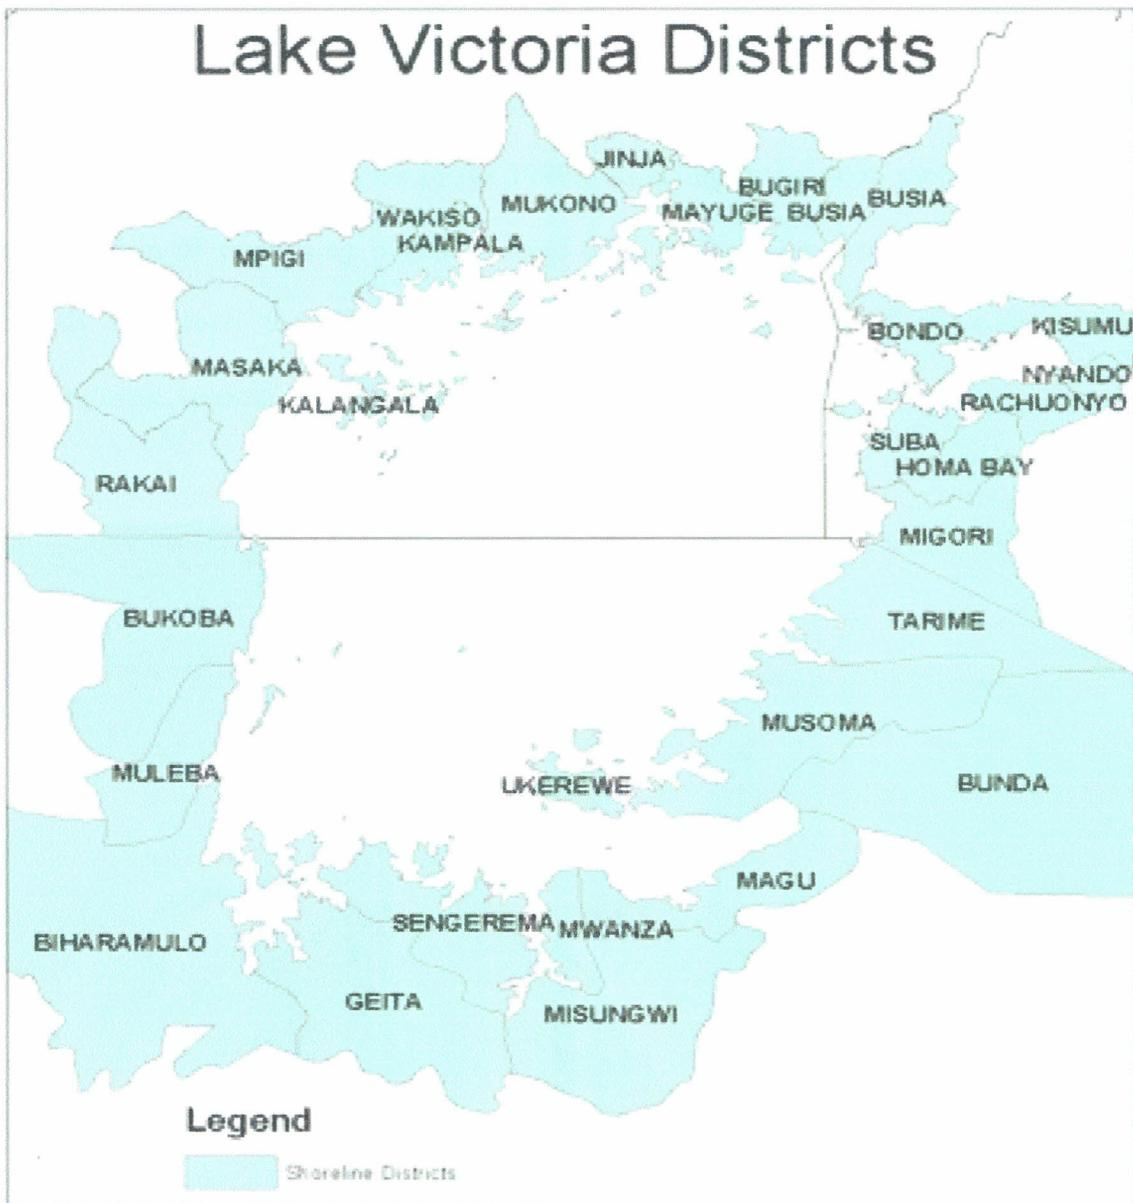 Lake Victoria Districts
JINJA
BUGIRI
MUKONO
MAYUGE
BUSIA
BUSIA
WAKISO
KAMPALA
MPIGI
BONDO
KISUMU
MASAKA
NYANDO
KALANGALA
RACHUONYO
SUBA
HOMA BAY
RAKAI
MIGORI
BUKOBA
TARIME
MUSOMA
MULEBA
UKEREWE
BUNDA
MAGU
SENGEREMA
MWANZA
BIHARAMULO
GEITA
MISUNGWI
Legend
Shoreline Districts